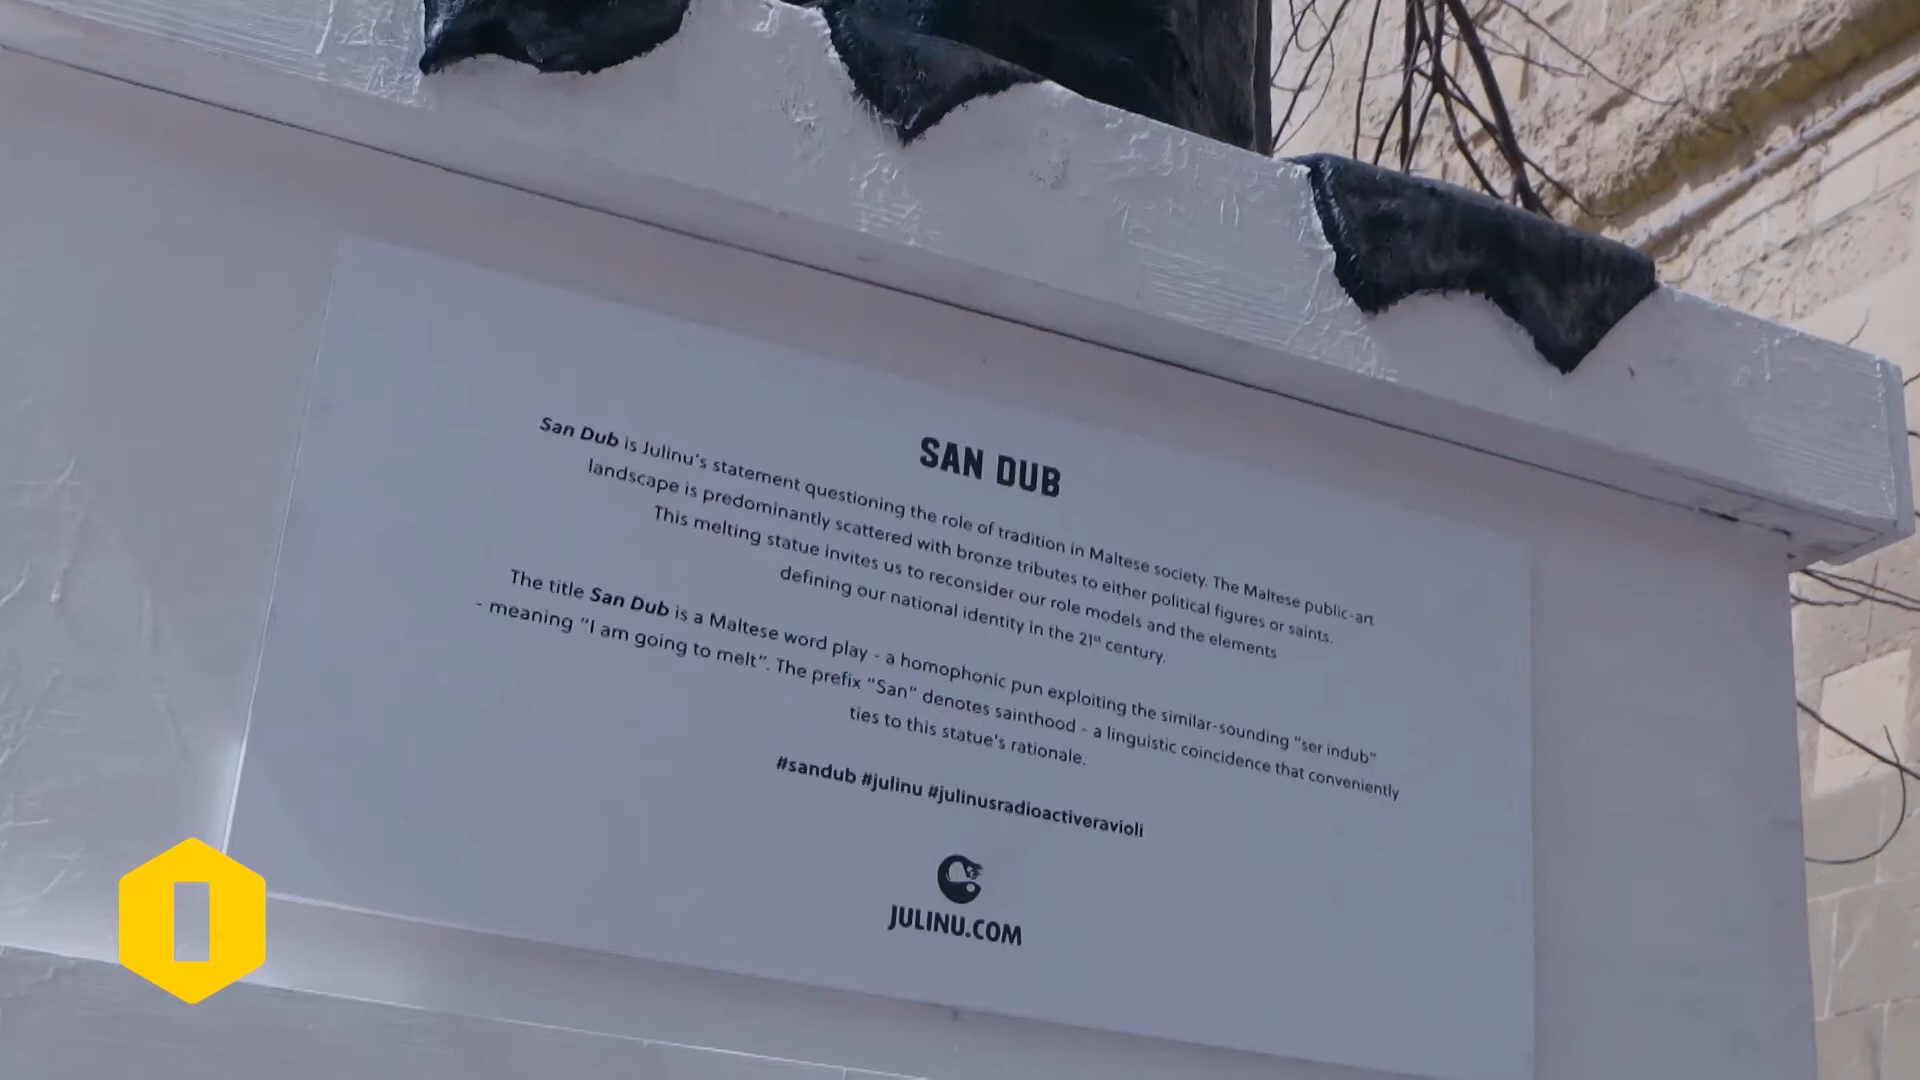 SAN DUB
San Dub is Julinu's statement questioning the role of tradition in Maltese society. The Maltese public-art
landscape is predominantly scattered with bronze tributes to either political figures or saints.
This melting statue invites us to reconsider our role models and the elements
defining our national identity in the 21st century.
The title San Dub is a Maltese word play - a homophonic pun exploiting the similar-sounding "ser indub"
- meaning "I am going to melt". The prefix "San" denotes sainthood - a linguistic coincidence that conveniently
ties to this statue's rationale.
#sandub #julinu #julinusradioactiveravioli
JULINU.COM